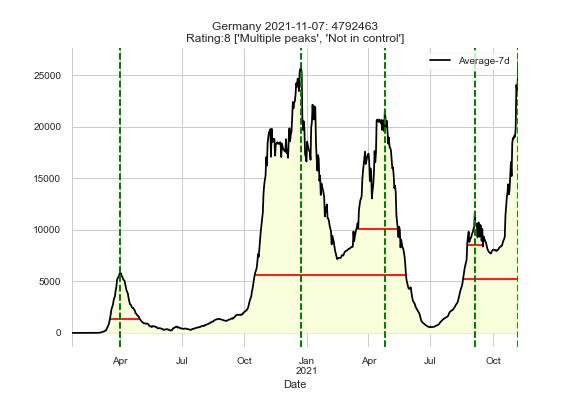 Germany 2021-11-07: 4792463
Rating:8 ['Multiple peaks', 'Not in control']
Average-7d
25000
20000
15000
10000
5000
0
Apr
Jul
Oct
Jan
2021
Apr
Jul
Oct
Date